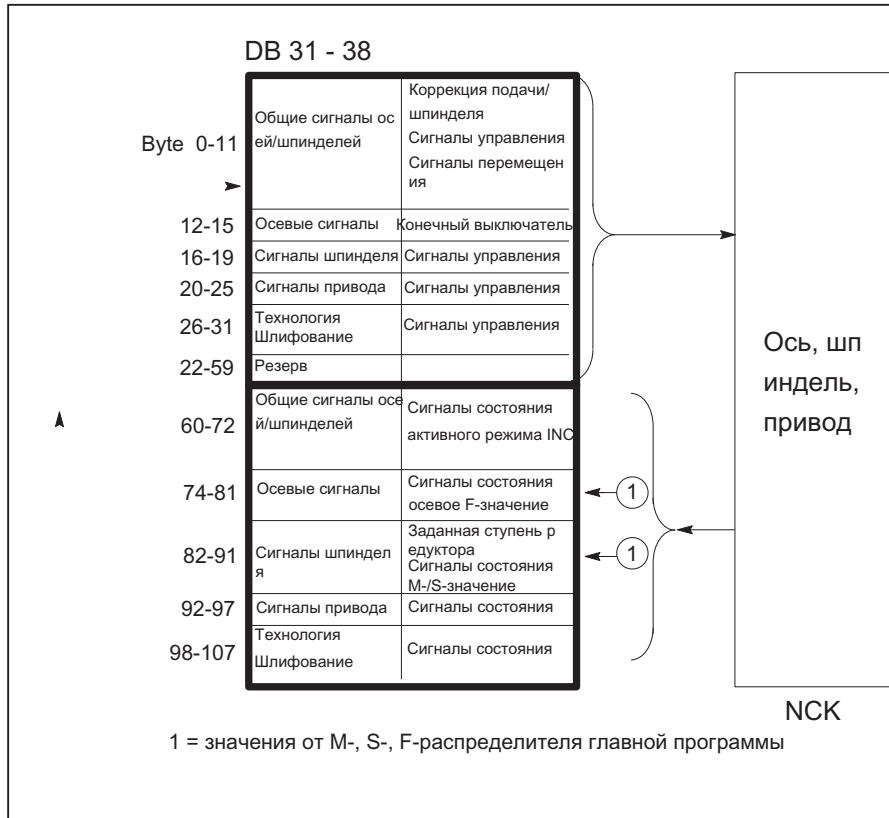 DB 31 - 38
Byte 0-11
Общие сигналы ос
ей/шпинделей
Коррекция подачи/
шпинделя
Сигналы управления
Сигналы перемещен
ия
12-15
Осевые сигналы
Конечный выключатель
16-19
Сигналы шпинделя
Сигналы управления
20-25
Сигналы привода
Сигналы управления
26-31
Технология
Шлифование
Сигналы управления
22-59
Резерв
60-72
Общие сигналы осе
й/шпинделей
Сигналы состояния
активного режима INC
74-81
Осевые сигналы
Сигналы состояния
осевое F-значение
1
82-91
Сигналы шпиндел
я
Заданная ступень р
едуктора
Сигналы состояния
M-/S-значение
1
92-97
Сигналы привода
Сигналы состояния
98-107
Технология
Шлифование
Сигналы состояния
Ось, шп
индель,
привод
NCK
1 = значения от M-, S-, F-распределителя главной программы